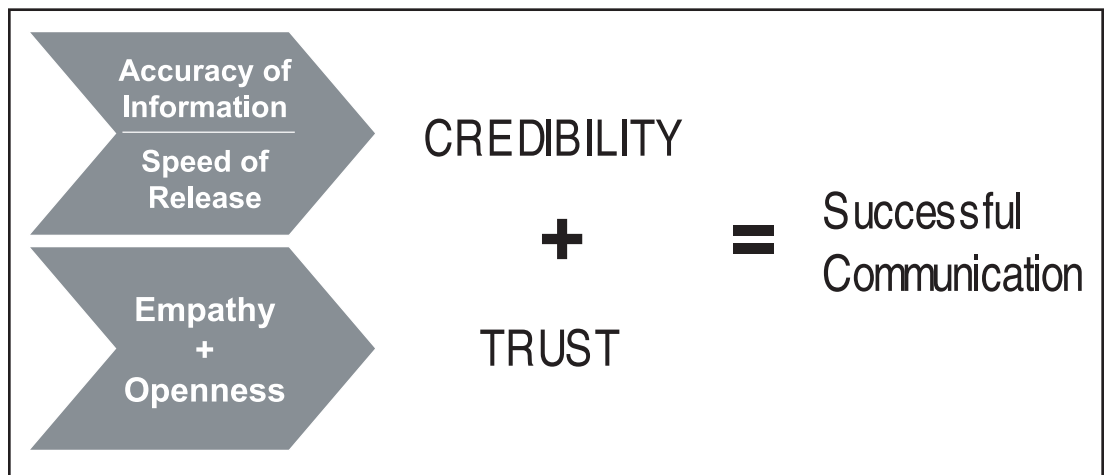 Accuracy of
Information
Speed of
Release
CREDIBILITY
+
TRUST
Empathy
+
Openness
=
Successful
Communication